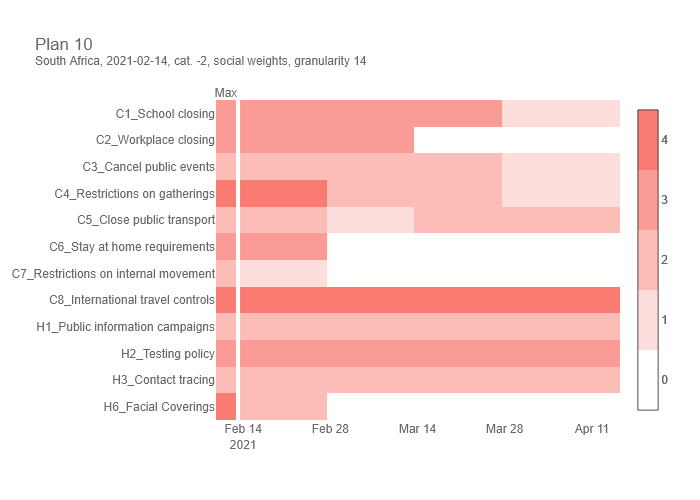 Plan 10
South Africa, 2021-02-14, cat. -2, social weights, granularity 14
Max
C1_School closing
C2_Workplace closing
C3_Cancel public events
C4_Restrictions on gatherings
C5_Close public transport
C6_Stay at home requirements
C7_Restrictions on internal movement
C8_International travel controls
H1_Public information campaigns
H2_Testing policy
H3_Contact tracing
H6_Facial Coverings
4
3
2
1
0
Feb 14 Feb 28 Mar 14 Mar 28 Apr 11
2021